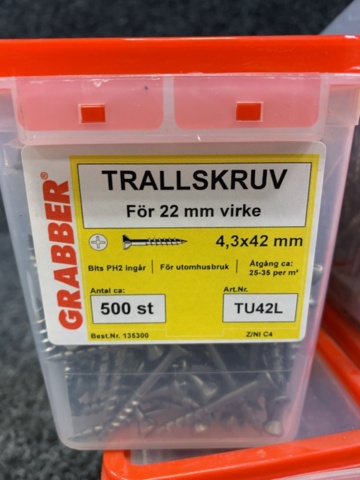 GRABBER®
TRALLSKRUV
För 22 mm virke
4,3x42 mm
Bits PH2 ingår
För utomhusbruk
Åtgång ca:
25-35 per m²
Antal ca:
500 st
Art.Nr.
TU42L
Best.Nr. 135300
Z/NI C4